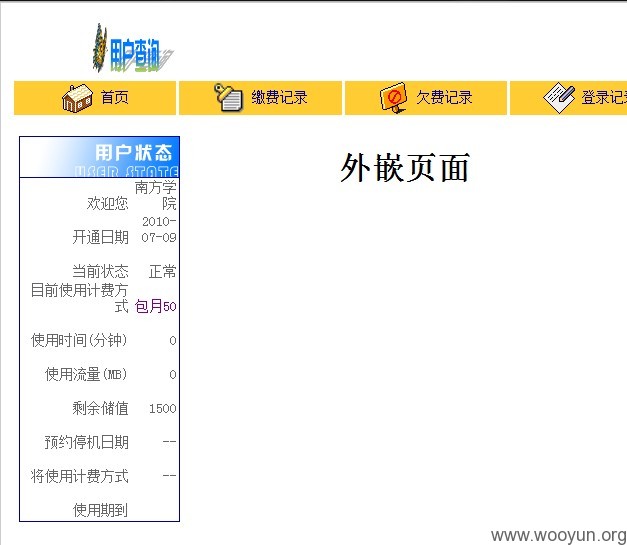 用户查询
首页
缴费记录
欠费记录
登录记
用户状态
USER STATE
外嵌页面
欢迎您 南方学院
开通日期 2010-07-09
当前状态 正常
目前使用计费方式 包月50
使用时间(分钟) 0
使用流量(MB) 0
剩余储值 1500
预约停机日期 --
将使用计费方式 --
使用期到
www.wooyun.org